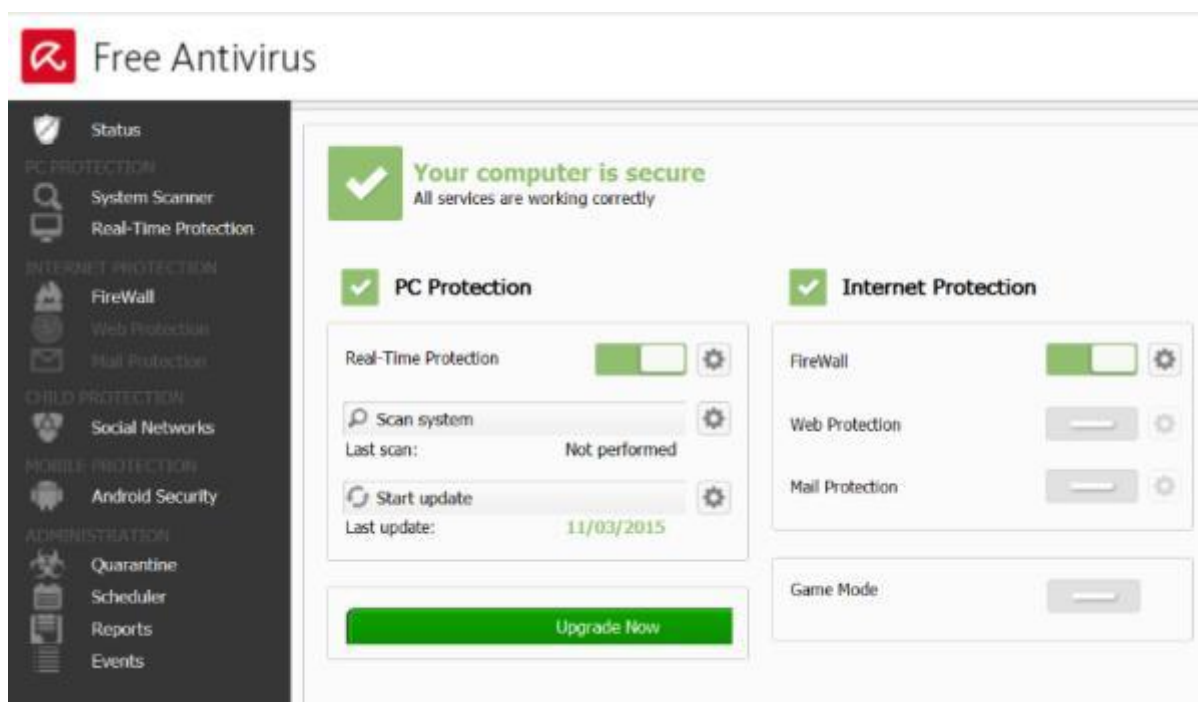 Free Antivirus
Status
PC PROTECTION
System Scanner
Real-Time Protection
INTERNET PROTECTION
FireWall
Web Protection
Mail Protection
CHILD PROTECTION
Social Networks
MOBILE PROTECTION
Android Security
ADMINISTRATION
Quarantine
Scheduler
Reports
Events
Your computer is secure
All services are working correctly
PC Protection
Real-Time Protection
Scan system
Last scan: Not performed
Start update
Last update: 11/03/2015
Upgrade Now
Internet Protection
FireWall
Web Protection
Mail Protection
Game Mode